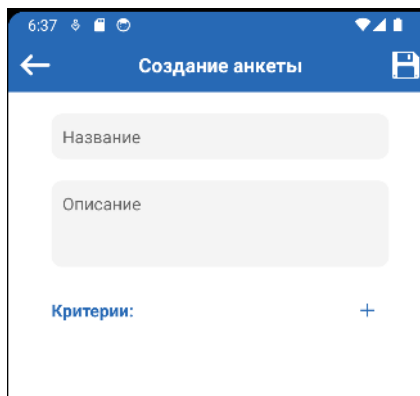 6:37
Создание анкеты
Название
Описание
Критерии: